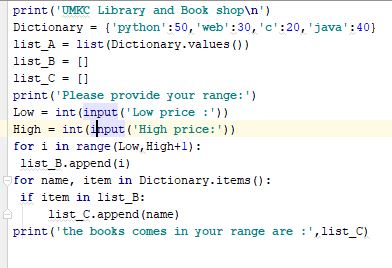 print('UMKC Library and Book shop\n')
Dictionary = {'python':50,'web':30,'c':20,'java':40}
list_A = list(Dictionary.values())
list_B = []
list_C = []
print('Please provide your range:')
Low = int(input('Low price :'))
High = int(input('High price:'))
for i in range(Low,High+1):
 list_B.append(i)
for name, item in Dictionary.items():
 if item in list_B:
     list_C.append(name)
print('the books comes in your range are :',list_C)